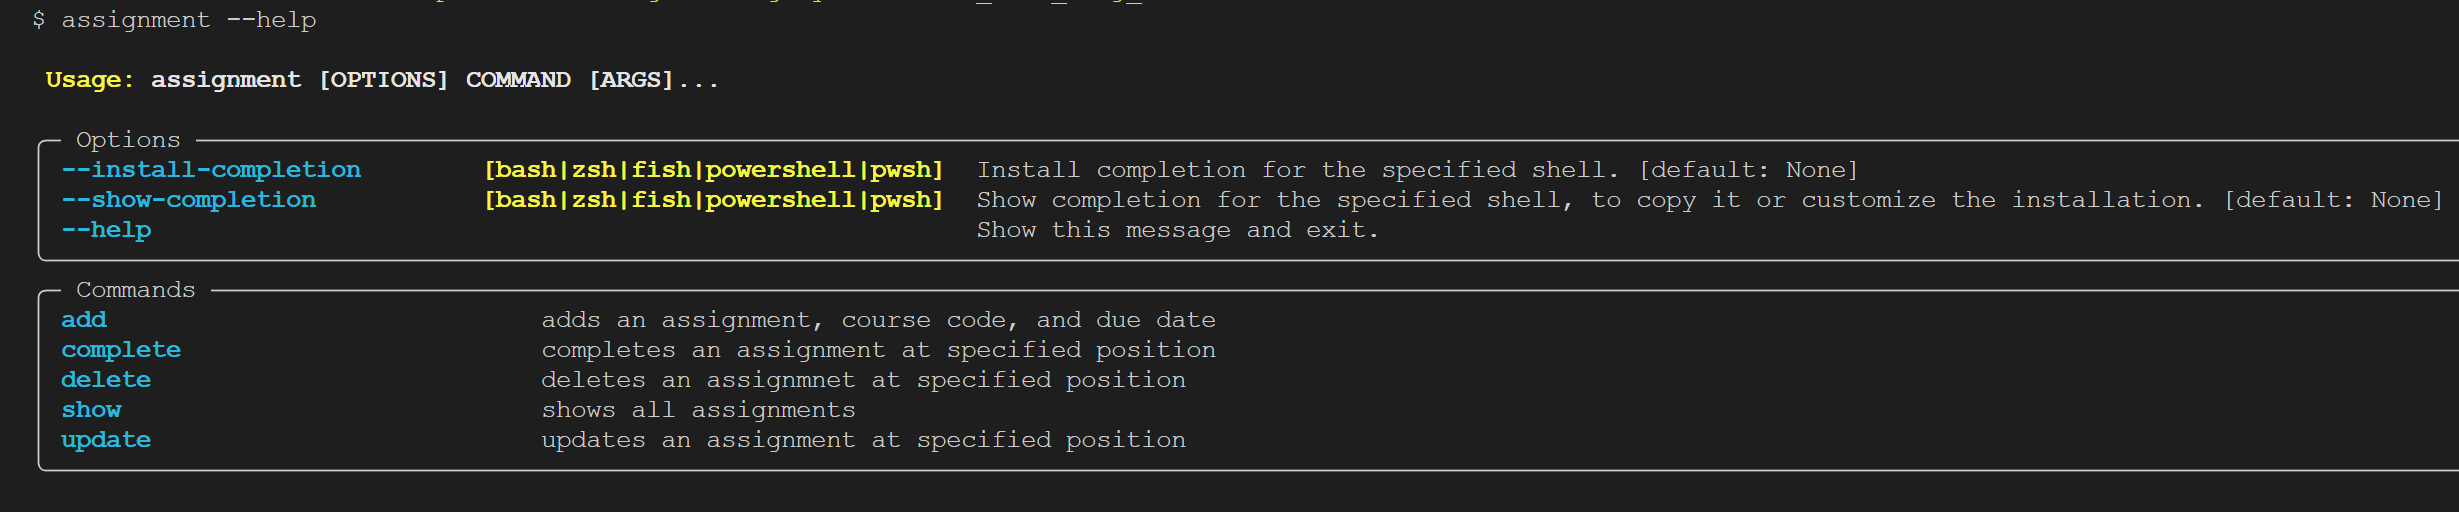 $ assignment --help
Usage: assignment [OPTIONS] COMMAND [ARGS]...
Options
--install-completion [bash|zsh|fish|powershell|pwsh] Install completion for the specified shell. [default: None]
--show-completion [bash|zsh|fish|powershell|pwsh] Show completion for the specified shell, to copy it or customize the installation. [default: None]
--help Show this message and exit.
Commands
add adds an assignment, course code, and due date
complete completes an assignment at specified position
delete deletes an assignmnet at specified position
show shows all assignments
update updates an assignment at specified position